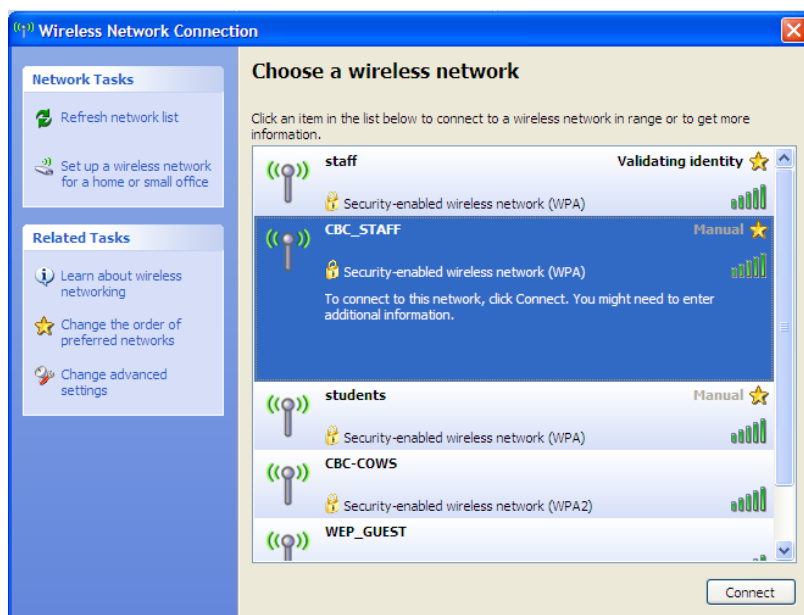 Wireless Network Connection
Network Tasks
Refresh network list
Set up a wireless network
for a home or small office
Related Tasks
Learn about wireless
networking
Change the order of
preferred networks
Change advanced
settings
Choose a wireless network
Click an item in the list below to connect to a wireless network in range or to get more
information.
staff Validating identity
Security-enabled wireless network (WPA)
CBC_STAFF Manual
Security-enabled wireless network (WPA)
To connect to this network, click Connect. You might need to enter
additional information.
students Manual
Security-enabled wireless network (WPA)
CBC-COWS
Security-enabled wireless network (WPA2)
WEP_GUEST
Connect